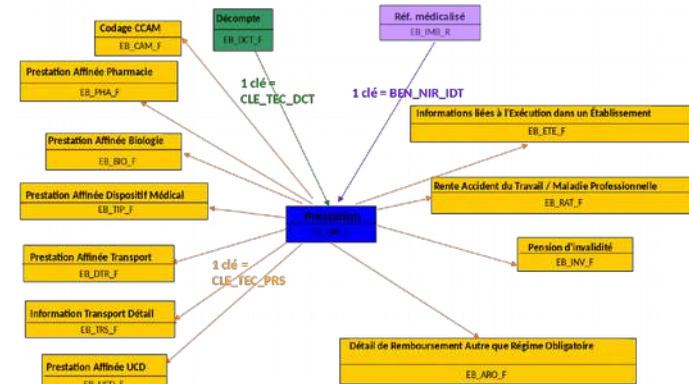 Codage CCAM
EB_CAM_F
Décompte
EB_DCT_F
Réf. médicalisé
EB_IMB_R
Prestation Affinée Pharmacie
EB_PHA_F
1 clé =
CLE_TEC_DCT
1 clé = BEN_NIR_IDT
Informations liées à l'Exécution dans un Établissement
EB_ETE_F
Prestation Affinée Biologie
EB_BIO_F
Prestation Affinée Dispositif Médical
EB_TIP_F
Rente Accident du Travail / Maladie Professionnelle
EB_RAT_F
Prestation
Prestation Affinée Transport
EB_DTR_F
1 clé =
CLE_TEC_PRS
Pension d'invalidité
EB_INV_F
Information Transport Détail
EB_TRS_F
Détail de Remboursement Autre que Régime Obligatoire
EB_ARO_F
Prestation Affinée UCD